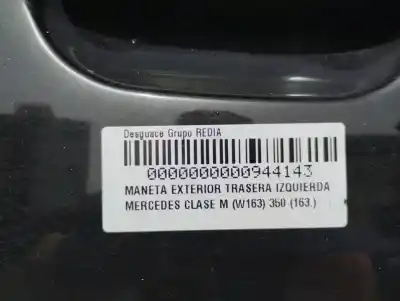 Desguace Grupo REDIA
0000000000944143
MANETA EXTERIOR TRASERA IZQUIERDA
MERCEDES CLASE M (W163) 350 (163.)